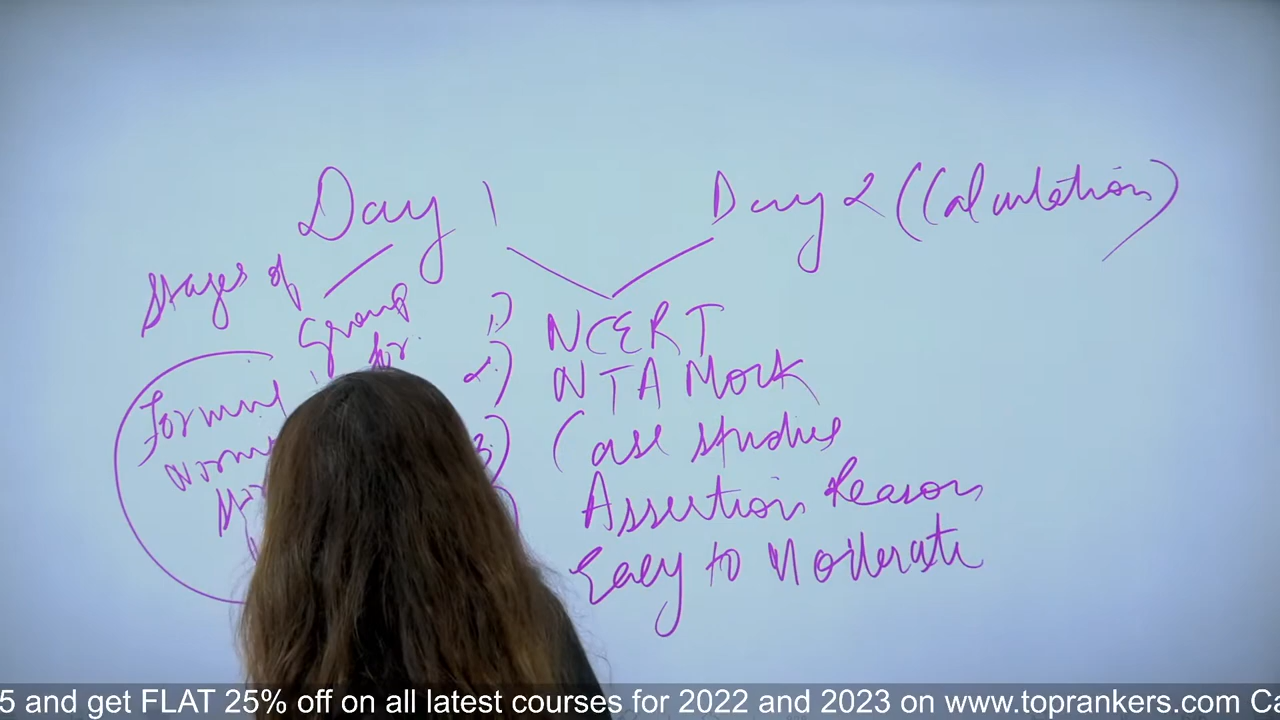 Day 1
Day 2 (Calculation)
Stages of
Group
for
Forming
1) NCERT
2) NTA Mock
3) Case studies
Assertion Reason
Easy to Moderate
5 and get FLAT 25% off on all latest courses for 2022 and 2023 on www.toprankers.com Ca